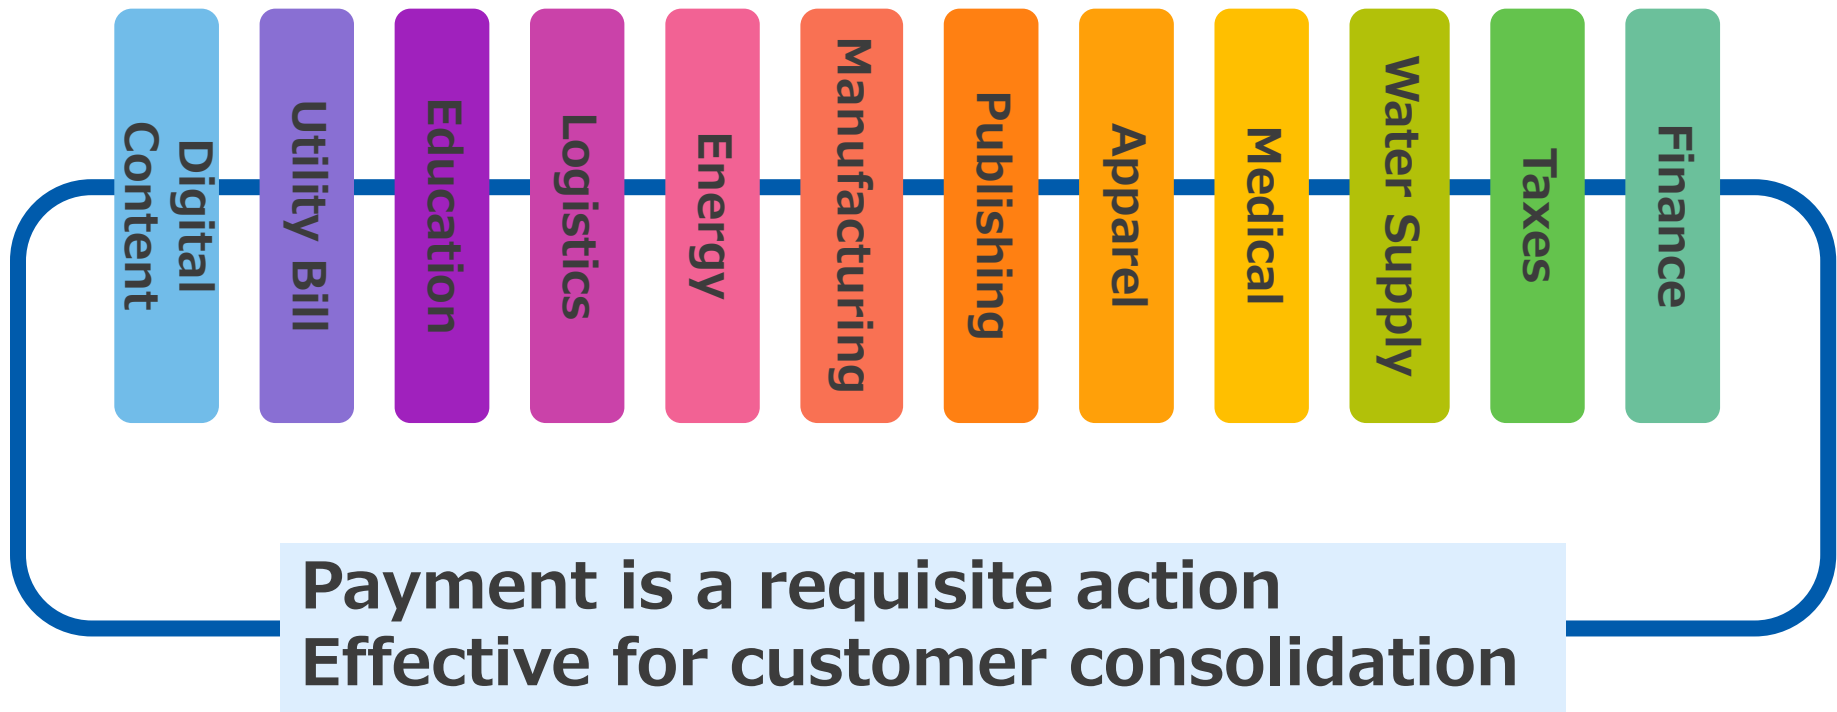 Digital
Content
Utility Bill
Education
Logistics
Energy
Manufacturing
Publishing
Apparel
Medical
Water Supply
Taxes
Finance
Payment is a requisite action
Effective for customer consolidation